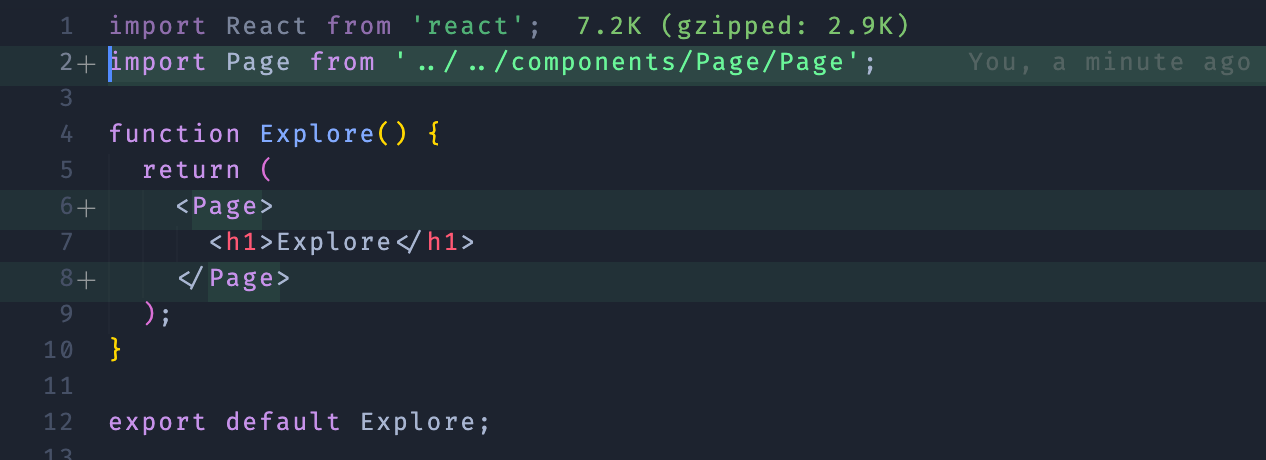 1 import React from 'react'; 7.2K (gzipped: 2.9K)
2+ import Page from '../../components/Page/Page'; You, a minute ago
3
4 function Explore() {
5 return (
6+ <Page>
7 <h1>Explore</h1>
8+ </Page>
9 );
10 }
11
12 export default Explore;
13